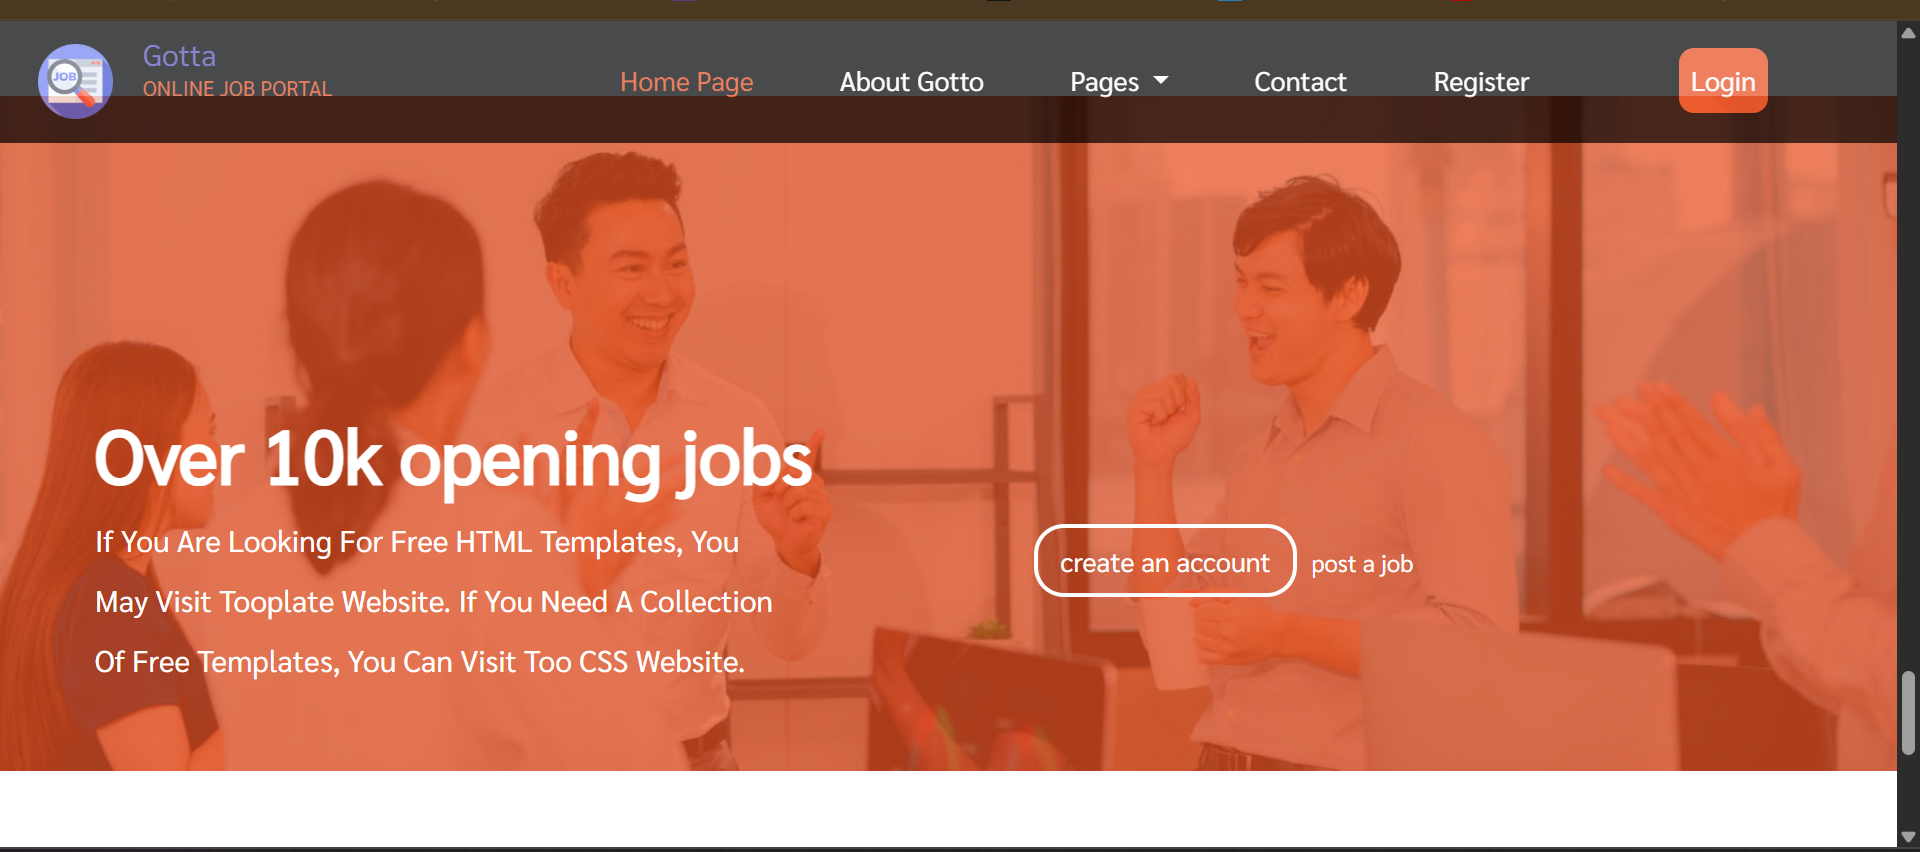 JOB
Gotta
ONLINE JOB PORTAL
Home Page
About Gotto
Pages
Contact
Register
Login
Over 10k opening jobs
If You Are Looking For Free HTML Templates, You
May Visit Tooplate Website. If You Need A Collection
Of Free Templates, You Can Visit Too CSS Website.
create an account
post a job